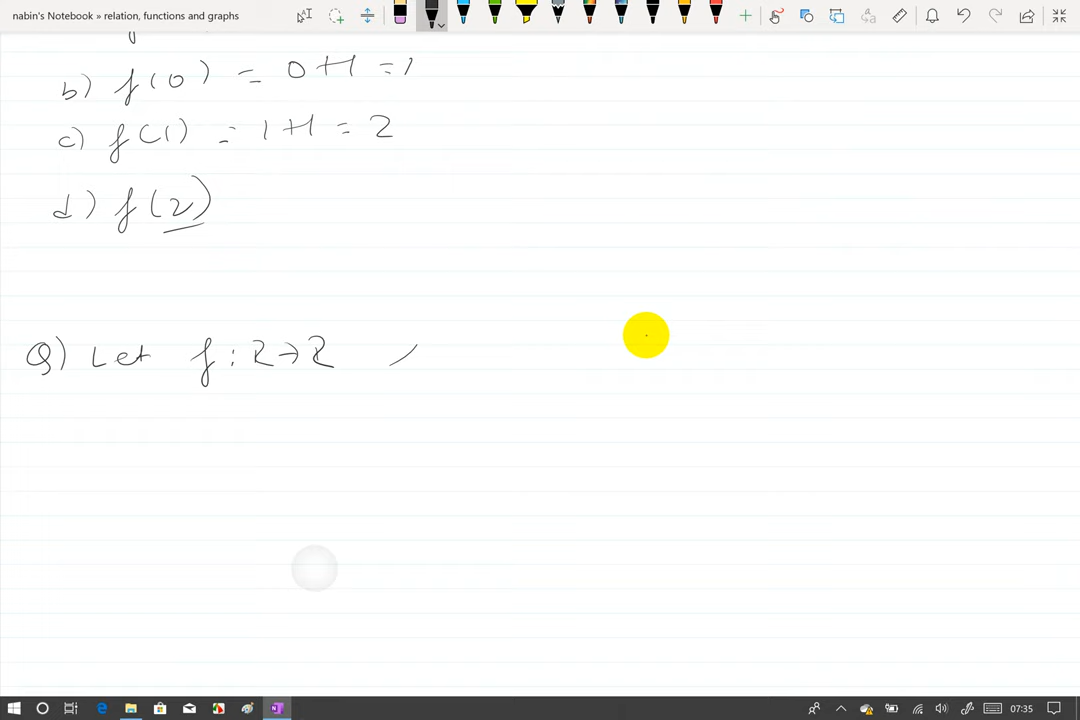 nabin's Notebook » relation, functions and graphs
b) f(0) = 0+1 = 1
c) f(1) = 1+1 = 2
d) f(2)
Q) Let f : R → R
07:35